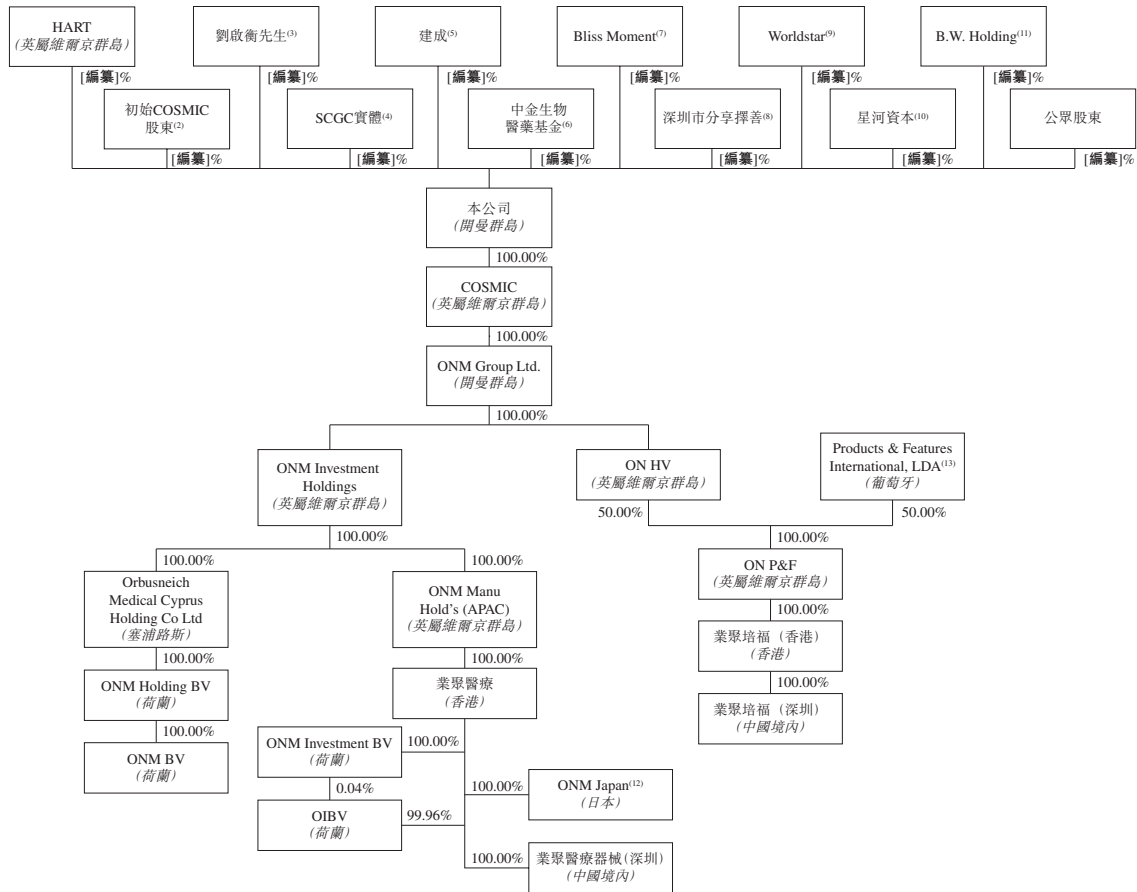 HART
(英屬維爾京群島)
劉啟衡先生(3)
建成(5)
Bliss Moment(7)
Worldstar(9)
B.W. Holding(11)
[編纂]%
[編纂]%
[編纂]%
[編纂]%
[編纂]%
[編纂]%
初始COSMIC
股東(2)
SCGC實體(4)
中金生物
醫藥基金(6)
深圳市分享擇善(8)
星河資本(10)
公眾股東
[編纂]%
[編纂]%
[編纂]%
[編纂]%
[編纂]%
[編纂]%
本公司
(開曼群島)
100.00%
COSMIC
(英屬維爾京群島)
100.00%
ONM Group Ltd.
(開曼群島)
100.00%
ONM Investment
Holdings
(英屬維爾京群島)
ON HV
(英屬維爾京群島)
Products & Features
International, LDA(13)
(葡萄牙)
50.00%
50.00%
100.00%
100.00%
100.00%
100.00%
Orbusneich
Medical Cyprus
Holding Co Ltd
(塞浦路斯)
ONM Manu
Hold's (APAC)
(英屬維爾京群島)
ON P&F
(英屬維爾京群島)
100.00%
100.00%
100.00%
業聚培福（香港）
(香港)
ONM Holding BV
(荷蘭)
業聚醫療
(香港)
100.00%
100.00%
業聚培福（深圳）
(中國境內)
ONM BV
(荷蘭)
ONM Investment BV
(荷蘭)
100.00%
0.04%
100.00%
ONM Japan(12)
(日本)
OIBV
(荷蘭)
99.96%
100.00%
業聚醫療器械(深圳)
(中國境內)